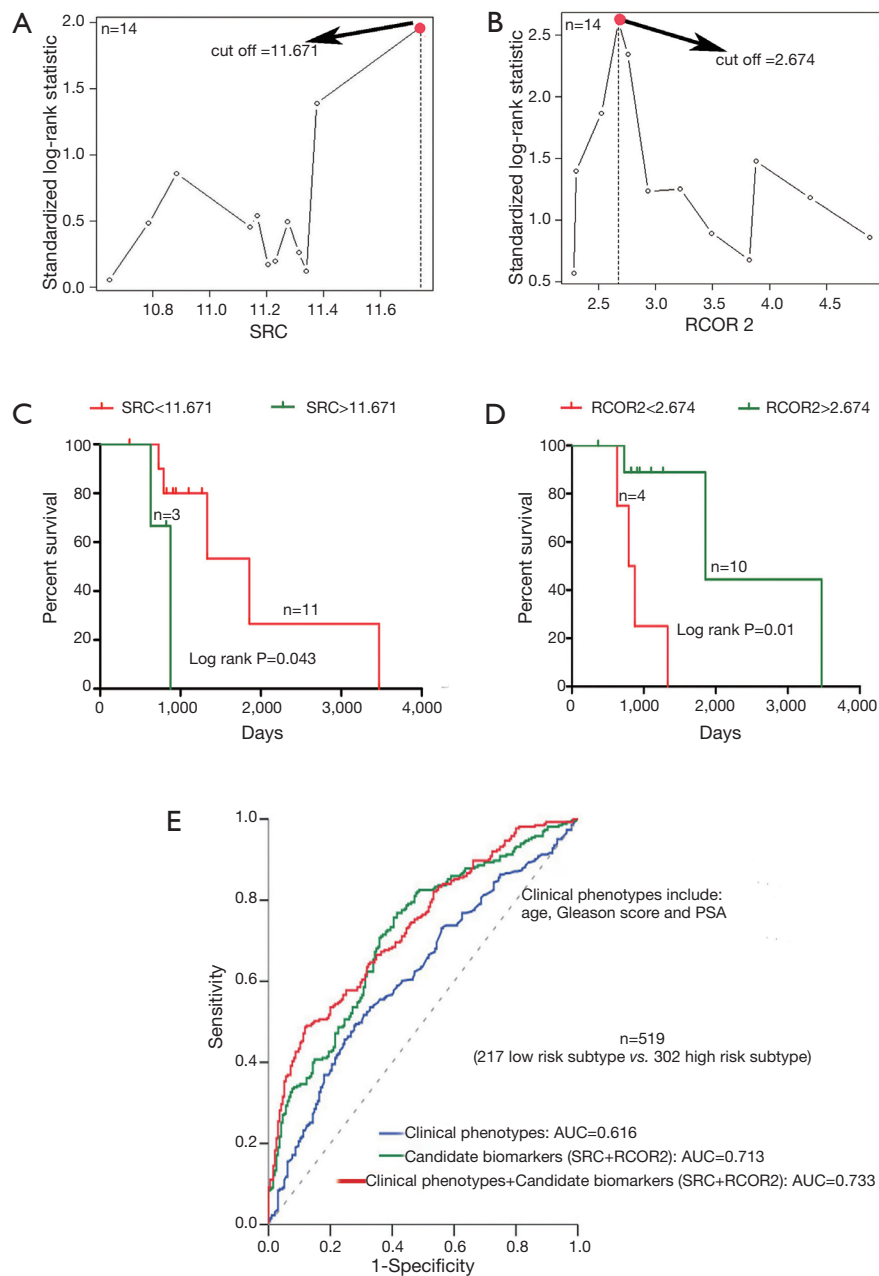 A
n=14
cut off =11.671
Standardized log-rank statistic
2.0
1.5
1.0
0.5
0.0
10.8
11.0
11.2
11.4
11.6
SRC
B
n=14
cut off =2.674
Standardized log-rank statistic
2.5
2.0
1.5
1.0
0.5
2.5
3.0
3.5
4.0
4.5
RCOR 2
C
SRC<11.671
SRC>11.671
Percent survival
100
80
60
40
20
0
n=3
n=11
Log rank P=0.043
0
1,000
2,000
3,000
4,000
Days
D
RCOR2<2.674
RCOR2>2.674
Percent survival
100
80
60
40
20
0
n=4
n=10
Log rank P=0.01
0
1,000
2,000
3,000
4,000
Days
E
Sensitivity
1.0
0.8
0.6
0.4
0.2
0.0
Clinical phenotypes include:
age, Gleason score and PSA
n=519
(217 low risk subtype vs. 302 high risk subtype)
Clinical phenotypes: AUC=0.616
Candidate biomarkers (SRC+RCOR2): AUC=0.713
Clinical phenotypes+Candidate biomarkers (SRC+RCOR2): AUC=0.733
0.0
0.2
0.4
0.6
0.8
1.0
1-Specificity